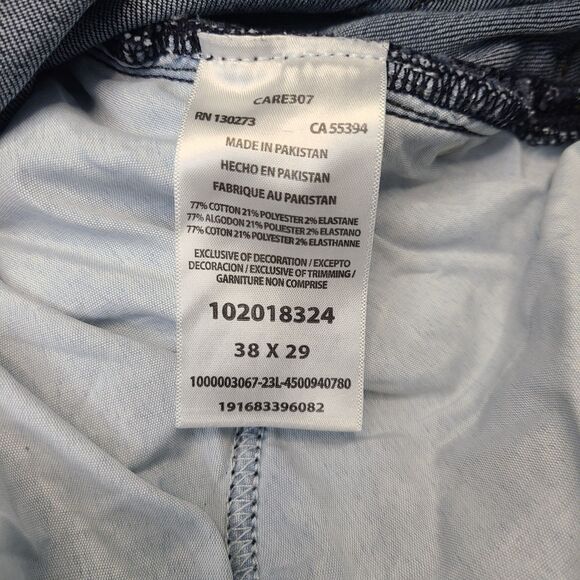 CARE307
RN 130273 CA 55394
MADE IN PAKISTAN
HECHO EN PAKISTAN
FABRIQUE AU PAKISTAN
77% COTTON 21% POLYESTER 2% ELASTANE
77% ALGODON 21% POLIESTER 2% ELASTANO
77% COTON 21% POLYESTER 2% ELASTHANNE
EXCLUSIVE OF DECORATION / EXCEPTO
DECORACION / EXCLUSIVE OF TRIMMING /
GARNITURE NON COMPRISE
102018324
38 X 29
1000003067-23L-4500940780
191683396082